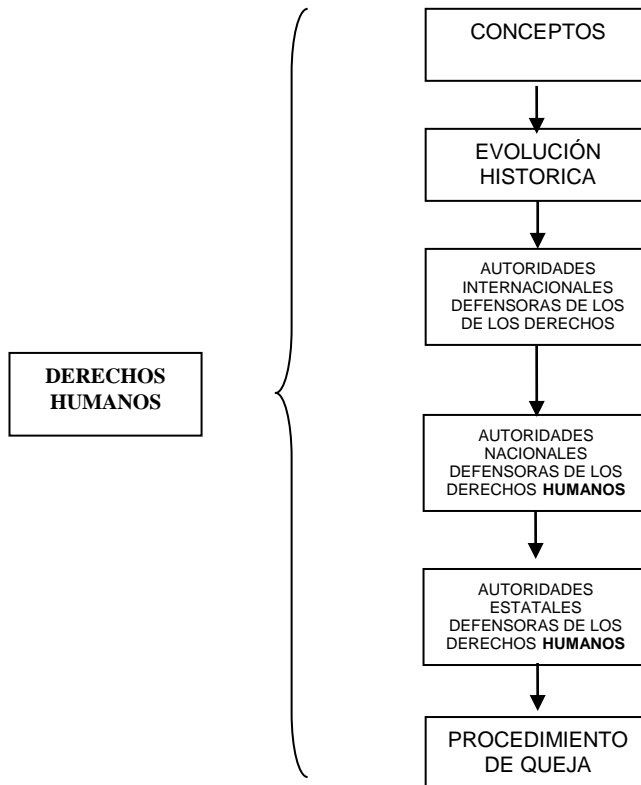 DERECHOS
HUMANOS
CONCEPTOS
EVOLUCIÓN
HISTORICA
AUTORIDADES
INTERNACIONALES
DEFENSORAS DE LOS
DE LOS DERECHOS
AUTORIDADES
NACIONALES
DEFENSORAS DE LOS
DERECHOS HUMANOS
AUTORIDADES
ESTATALES
DEFENSORAS DE LOS
DERECHOS HUMANOS
PROCEDIMIENTO
DE QUEJA